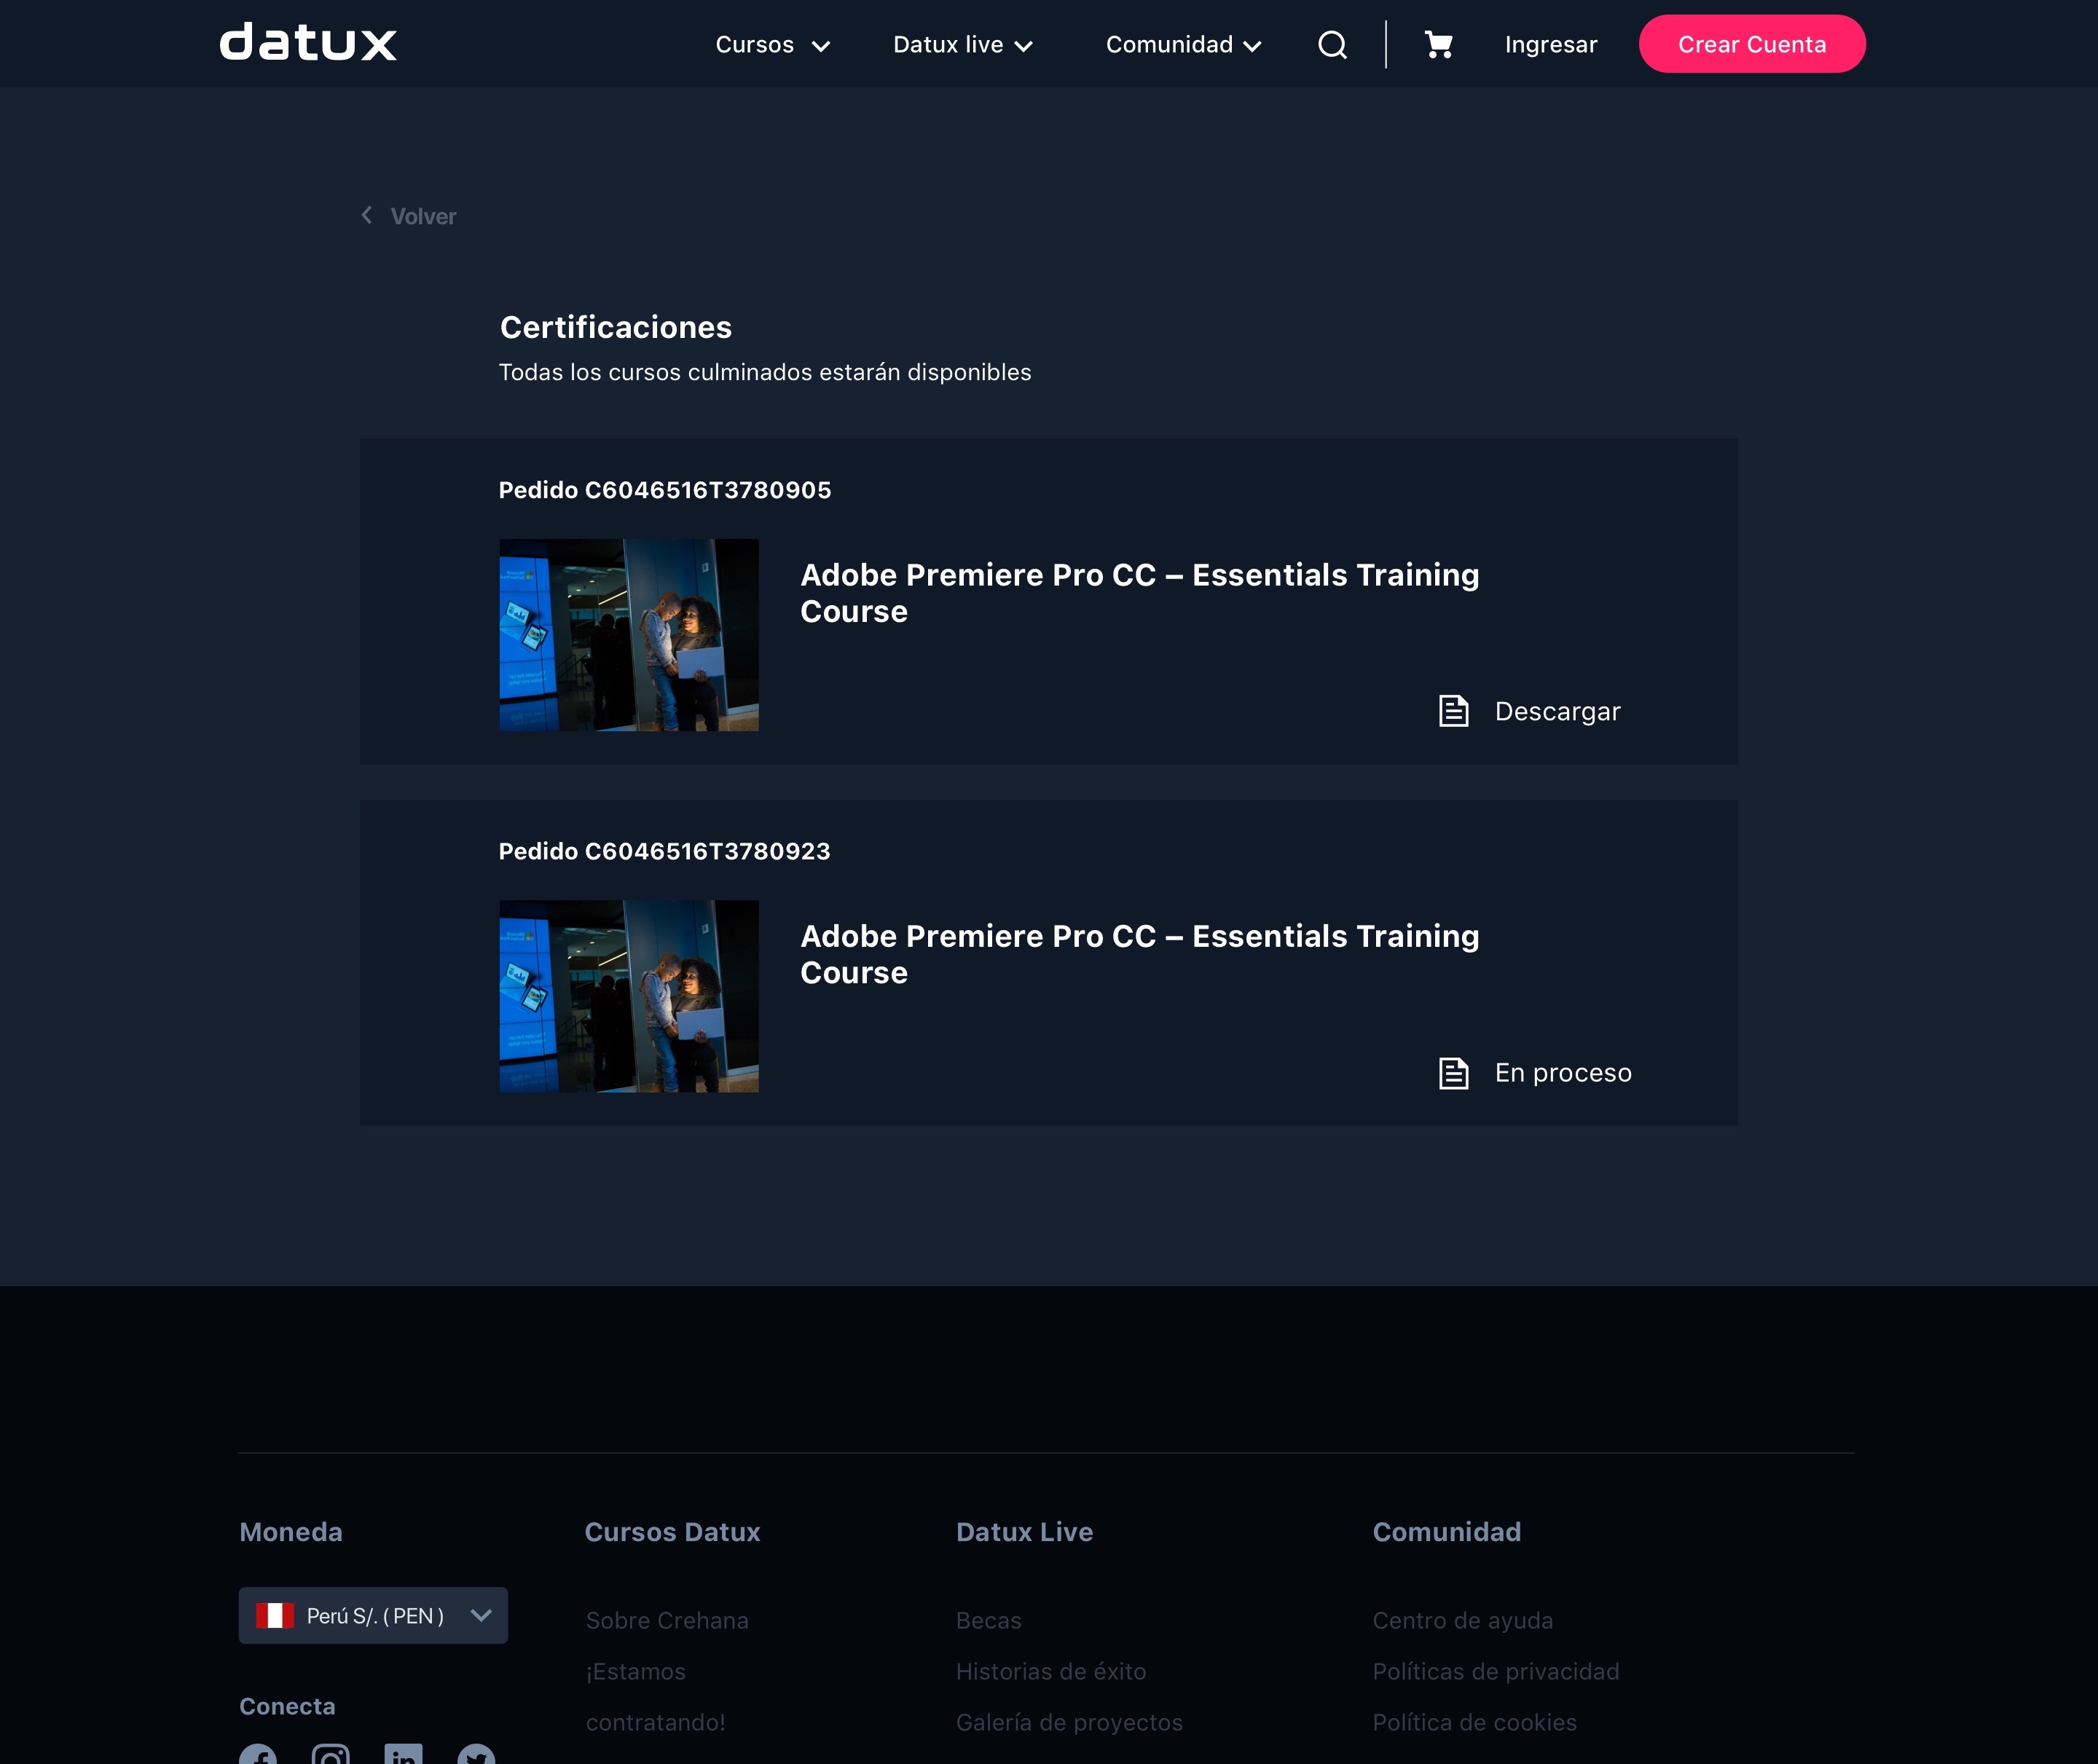 datux
Cursos
Datux live
Comunidad
Ingresar
Crear Cuenta
Volver
Certificaciones
Todas los cursos culminados estarán disponibles
Pedido C6046516T3780905
Adobe Premiere Pro CC – Essentials Training
Course
Descargar
Pedido C6046516T3780923
Adobe Premiere Pro CC – Essentials Training
Course
En proceso
Moneda
Perú S/. ( PEN )
Conecta
Cursos Datux
Sobre Crehana
¡Estamos
contratando!
Datux Live
Becas
Historias de éxito
Galería de proyectos
Comunidad
Centro de ayuda
Políticas de privacidad
Política de cookies